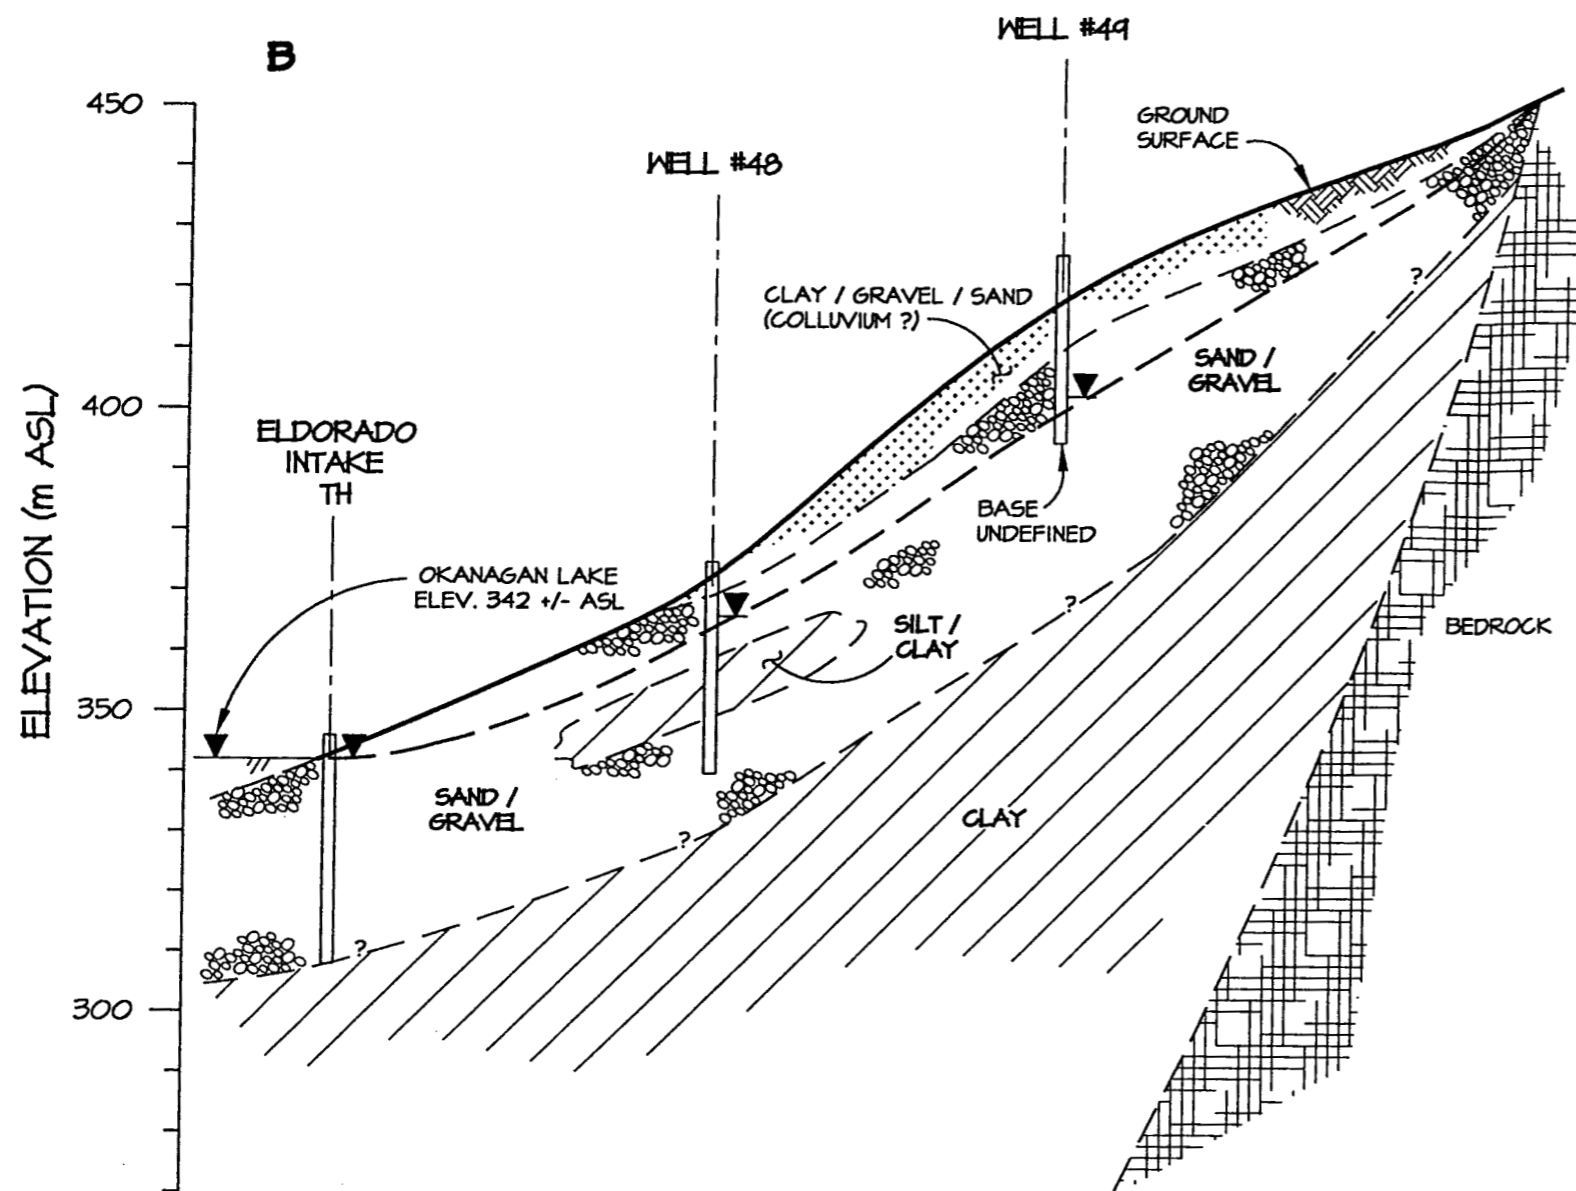 B
WELL #49
WELL #48
GROUND
SURFACE
450
CLAY / GRAVEL / SAND
(COLLUVIUM ?)
?
SAND /
GRAVEL
400
ELEVATION (m ASL)
ELDORADO
INTAKE
TH
BASE
UNDEFINED
OKANAGAN LAKE
ELEV. 342 +/- ASL
?
SILT /
CLAY
BEDROCK
350
SAND /
GRAVEL
?
CLAY
?
300